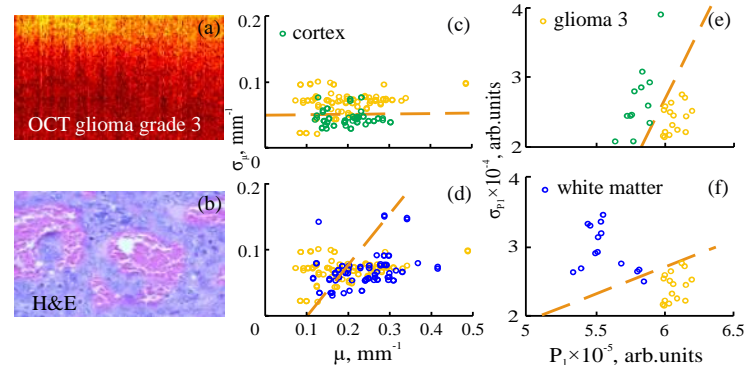 (a)
OCT glioma grade 3
(b)
H&E
0.2
0.1
0
σμ, mm⁻¹
cortex
(c)
0.2
0.1
0
0.1
0.2
0.3
0.4
0.5
μ, mm⁻¹
white matter
(d)
4
3
2
glioma 3
(e)
σP1×10⁻⁴, arb.units
4
3
2
white matter
(f)
5.5
6
6.5
P₁×10⁻⁵, arb.units